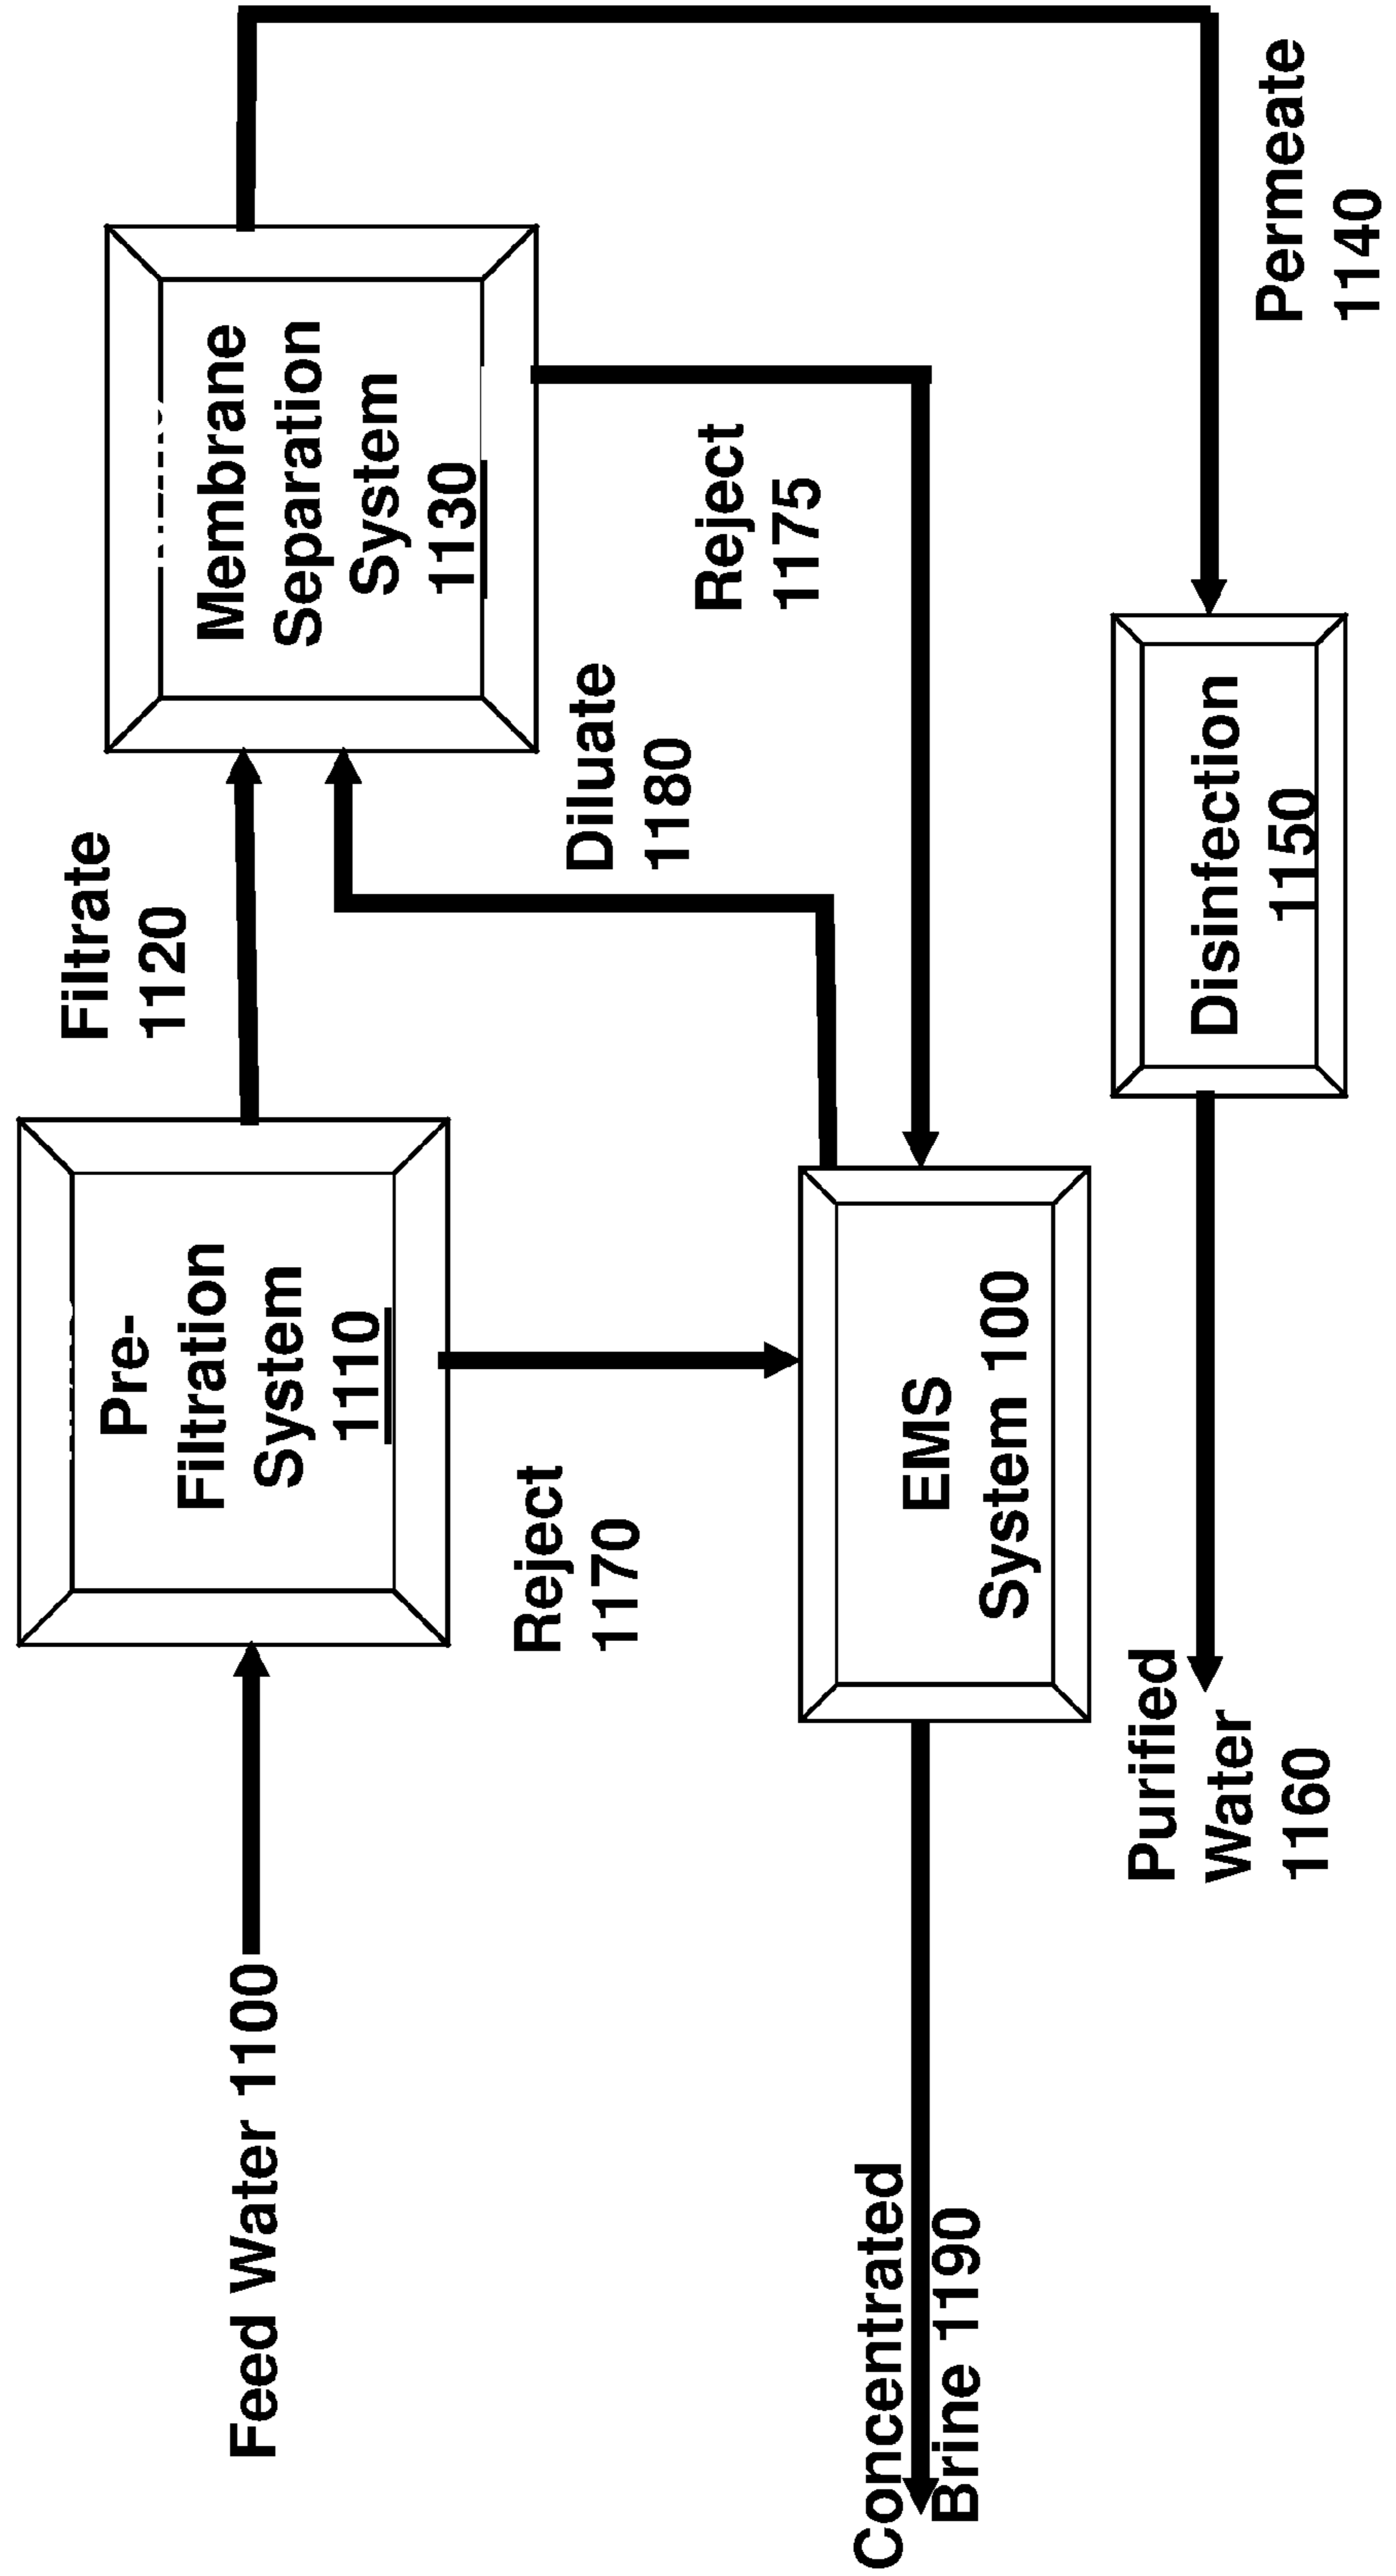 Feed Water 1100
Pre-
Filtration
System
1110
Filtrate
1120
Membrane
Separation
System
1130
Reject
1170
Diluate
1180
Reject
1175
EMS
System 100
Concentrated
Brine 1190
Purified
Water
1160
Disinfection
1150
Permeate
1140